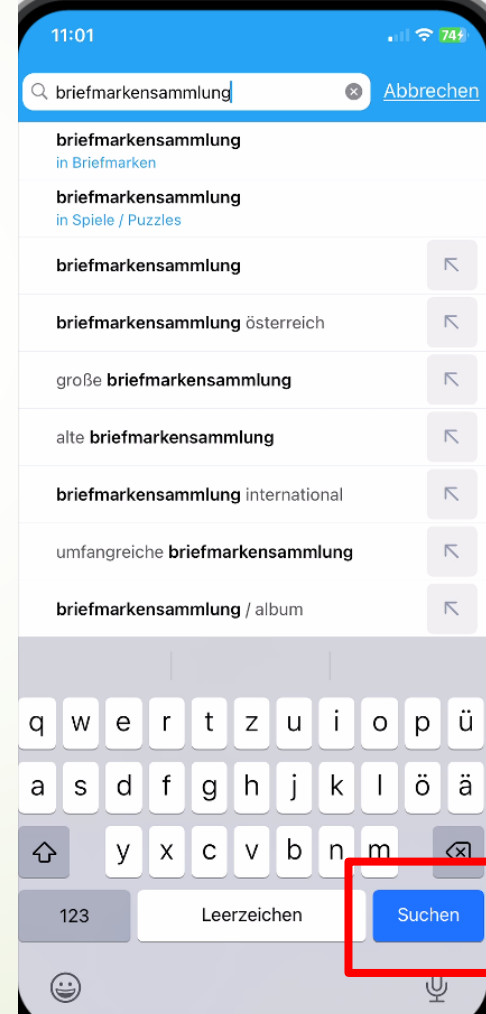 11:01 74
briefmarkensammlung Abbrechen
briefmarkensammlung
in Briefmarken
briefmarkensammlung
in Spiele / Puzzles
briefmarkensammlung
briefmarkensammlung österreich
große briefmarkensammlung
alte briefmarkensammlung
briefmarkensammlung international
umfangreiche briefmarkensammlung
briefmarkensammlung / album
q w e r t z u i o p ü
a s d f g h j k l ö ä
y x c v b n m
123 Leerzeichen Suchen